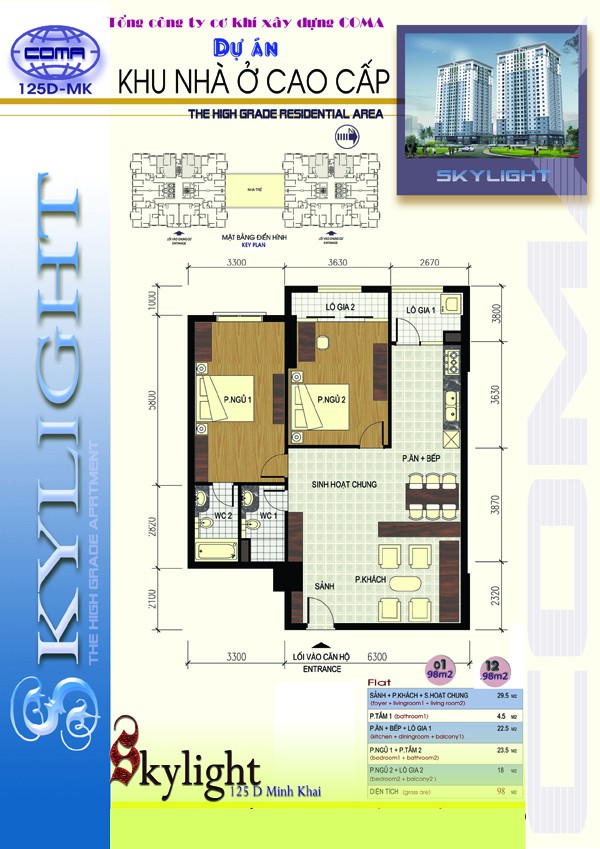 COMA
125D-MK
Tổng công ty cơ khí xây dựng COMA
Dự án
KHU NHÀ Ở CAO CẤP
THE HIGH GRADE RESIDENTIAL AREA
SKYLIGHT
NHÀ TRẺ
LỐI VÀO CHUNG CƯ
ENTRANCE
MẶT BẰNG ĐIỂN HÌNH
KEY PLAN
LỐI VÀO CHUNG CƯ
ENTRANCE
SKYLIGHT
THE HIGH GRADE APARTMENT
COMA
3300 3630 2670
1000
5800
2820
2100
3800
3630
3870
2320
LÔ GIA 2
LÔ GIA 1
P.NGỦ 1
P.NGỦ 2
P.ĂN + BẾP
SINH HOẠT CHUNG
WC 2
WC 1
P.KHÁCH
SẢNH
3300 6300
LỐI VÀO CĂN HỘ
ENTRANCE
01
98m2
12
98m2
Flat
SẢNH + P.KHÁCH + S.HOẠT CHUNG 29.5 M2
(foyer + livingroom1 + living room2)
P.TẮM 1 (bathroom1) 4.5 M2
P.ĂN + BẾP + LÔ GIA 1 22.5 M2
(kitchen + diningroom + balcony1)
P.NGỦ 1 + P.TẮM 2 23.5 M2
(bedroom1 + bathroom2)
P.NGỦ 2 + LÔ GIA 2 18 M2
(bedroom2 + balcony2)
DIỆN TÍCH (gross are) 98 M2
Skylight
125 D Minh Khai